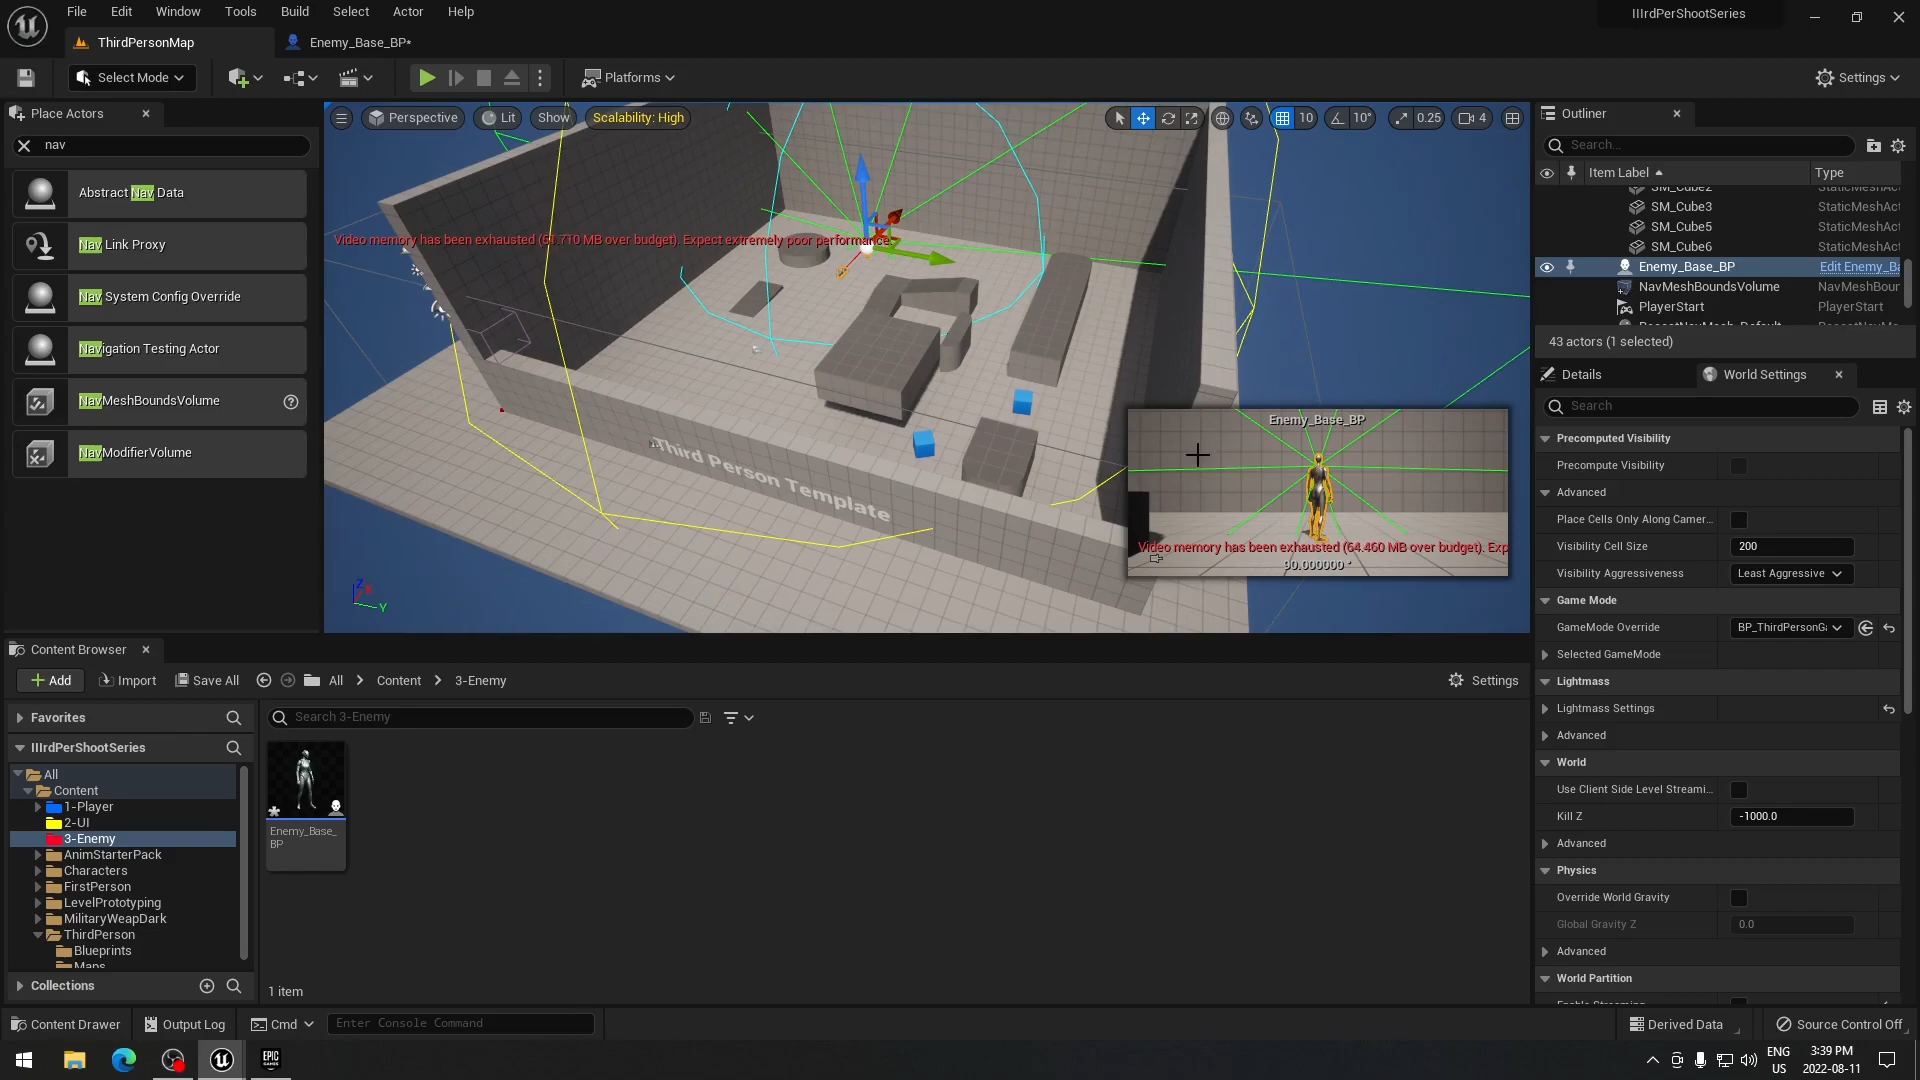 File Edit Window Tools Build Select Actor Help
IIIrdPerShootSeries
ThirdPersonMap
Enemy_Base_BP*
Select Mode
Platforms
Settings
Place Actors
nav
Abstract Nav Data
Nav Link Proxy
Nav System Config Override
Navigation Testing Actor
NavMeshBoundsVolume
NavModifierVolume
Perspective
Lit
Show
Scalability: High
10
10°
0.25
4
Video memory has been exhausted (61.710 MB over budget). Expect extremely poor performance.
Third Person Template
Z
Y
Enemy_Base_BP
Video memory has been exhausted (64.460 MB over budget). Exp
90.000000 °
Outliner
Search...
Item Label
Type
SM_Cube2 StaticMeshAct
SM_Cube3 StaticMeshAct
SM_Cube5 StaticMeshAct
SM_Cube6 StaticMeshAct
Enemy_Base_BP Edit Enemy_Ba
NavMeshBoundsVolume NavMeshBoun
PlayerStart PlayerStart
43 actors (1 selected)
Details
World Settings
Search
Precomputed Visibility
Precompute Visibility
Advanced
Place Cells Only Along Camer...
Visibility Cell Size 200
Visibility Aggressiveness Least Aggressive
Game Mode
GameMode Override BP_ThirdPersonGa
Selected GameMode
Lightmass
Lightmass Settings
Advanced
World
Use Client Side Level Streami...
Kill Z -1000.0
Advanced
Physics
Override World Gravity
Global Gravity Z 0.0
Advanced
World Partition
Content Browser
Add
Import
Save All
All
Content
3-Enemy
Settings
Favorites
IIIrdPerShootSeries
All
Content
1-Player
2-UI
3-Enemy
AnimStarterPack
Characters
FirstPerson
LevelPrototyping
MilitaryWeapDark
ThirdPerson
Blueprints
Maps
Collections
Search 3-Enemy
Enemy_Base_
BP
1 item
Content Drawer
Output Log
Cmd
Enter Console Command
Derived Data
Source Control Off
EPIC
GAMES
ENG
US
3:39 PM
2022-08-11